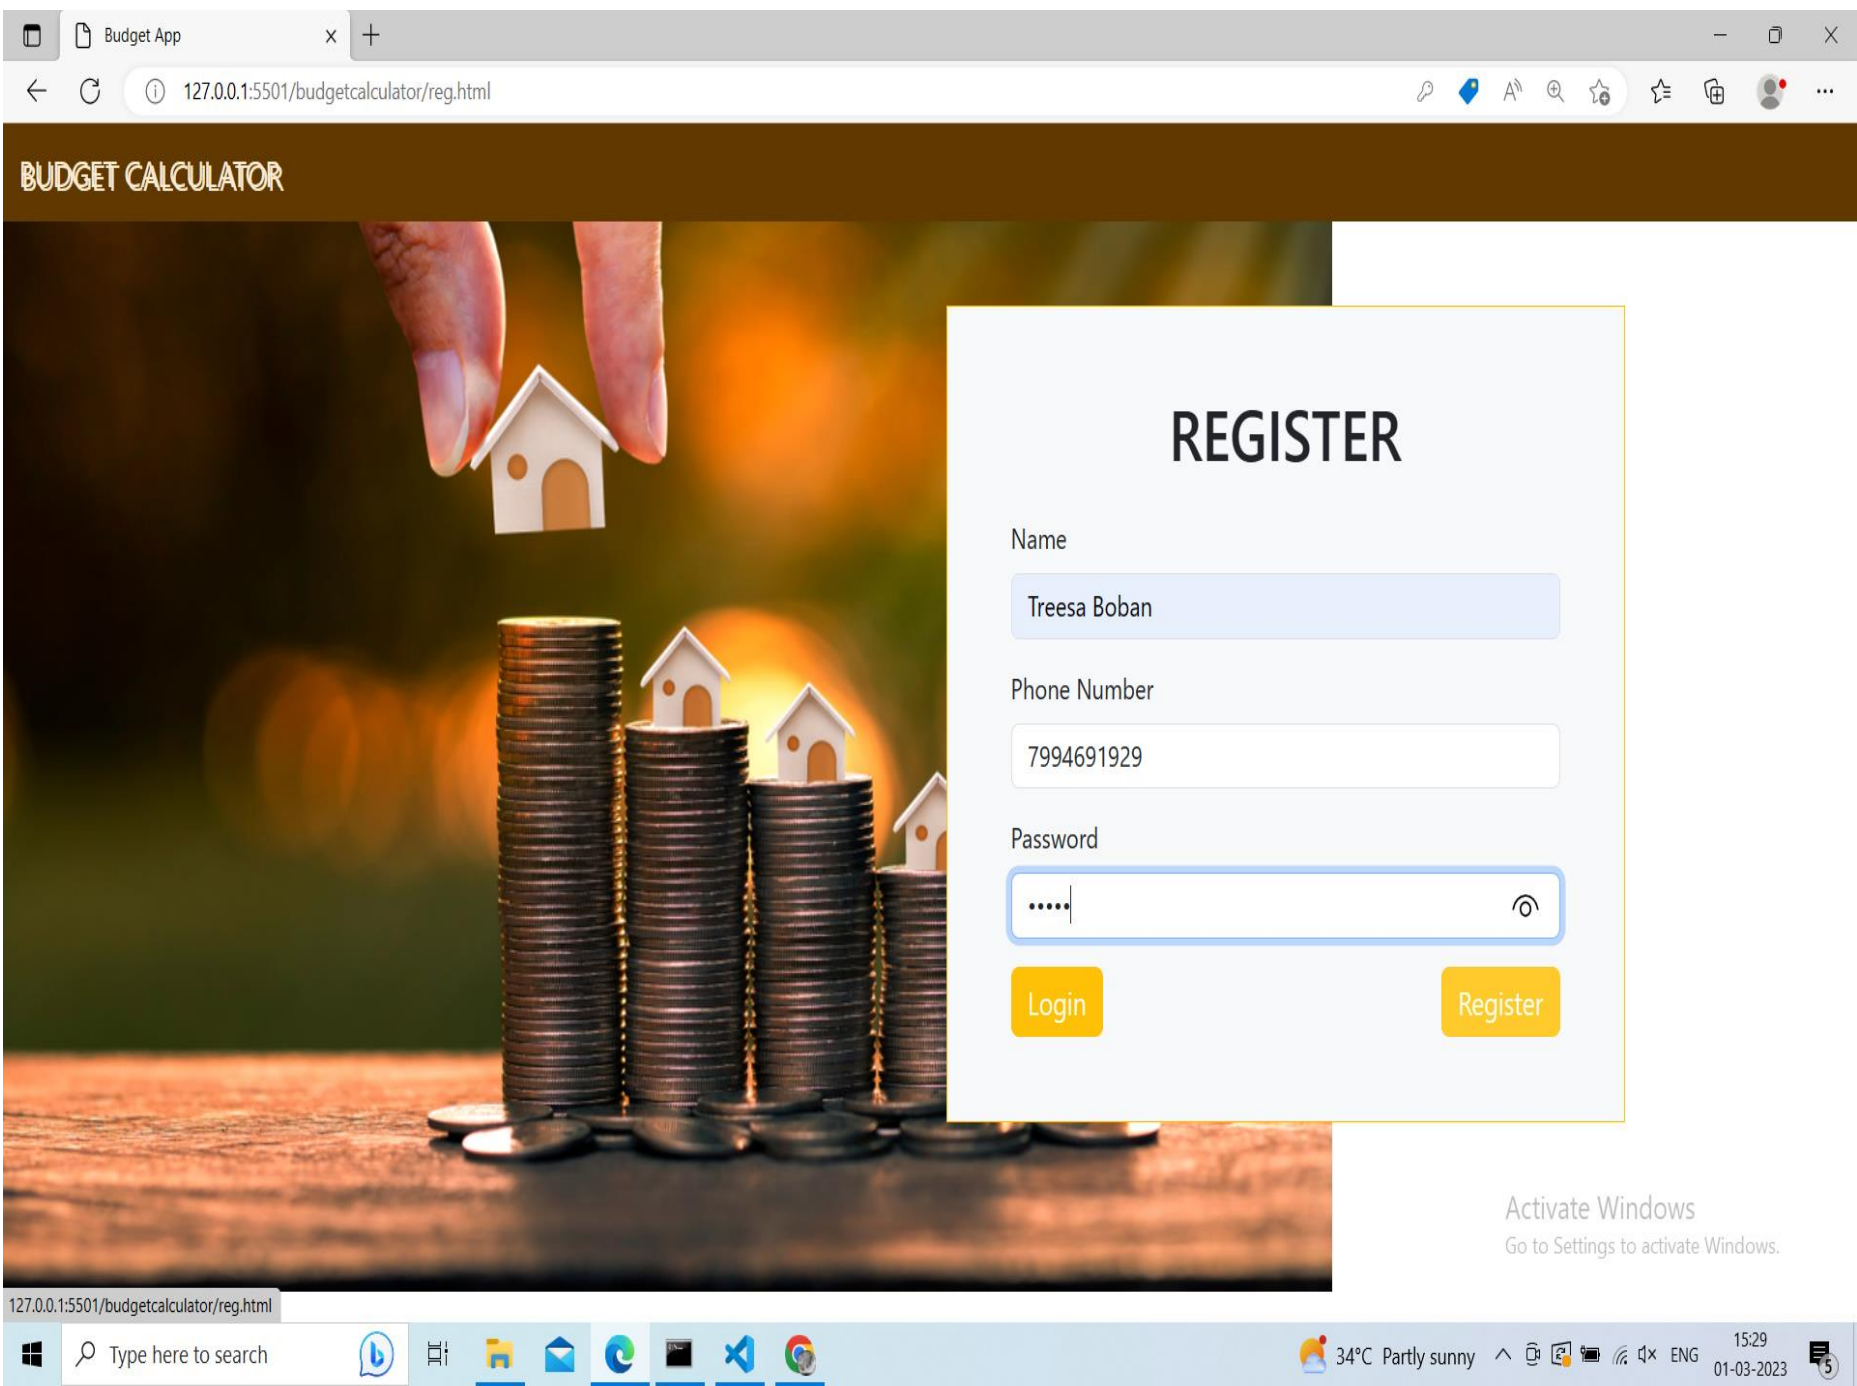 Budget App
127.0.0.1:5501/budgetcalculator/reg.html
BUDGET CALCULATOR
REGISTER
Name
Treesa Boban
Phone Number
7994691929
Password
•••••
Login Register
Activate Windows
Go to Settings to activate Windows.
127.0.0.1:5501/budgetcalculator/reg.html
Type here to search
34°C Partly sunny
ENG
15:29
01-03-2023
5